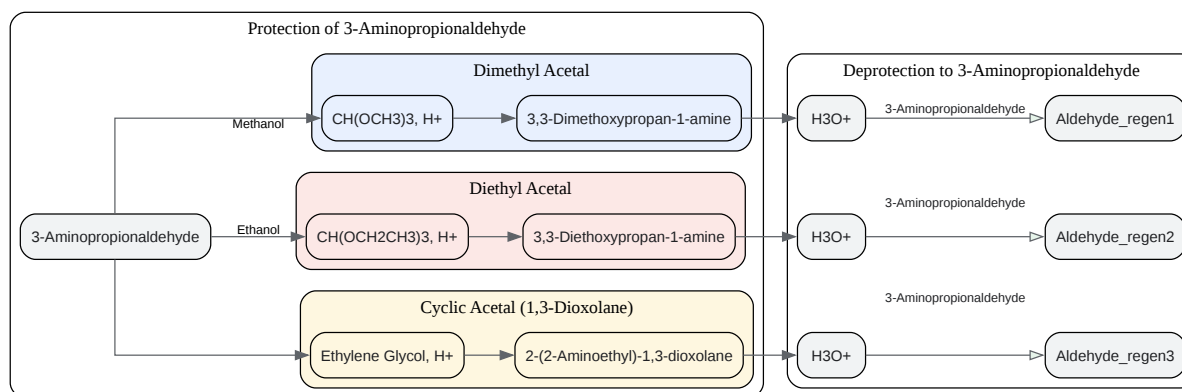 Protection of 3-Aminopropionaldehyde
Deprotection to 3-Aminopropionaldehyde
Dimethyl Acetal
Methanol
CH(OCH3)3, H+
3,3-Dimethoxypropan-1-amine
H3O+
3-Aminopropionaldehyde
Aldehyde_regen1
Diethyl Acetal
3-Aminopropionaldehyde
Ethanol
CH(OCH2CH3)3, H+
3,3-Diethoxypropan-1-amine
H3O+
3-Aminopropionaldehyde
Aldehyde_regen2
Cyclic Acetal (1,3-Dioxolane)
Ethylene Glycol, H+
2-(2-Aminoethyl)-1,3-dioxolane
H3O+
3-Aminopropionaldehyde
Aldehyde_regen3